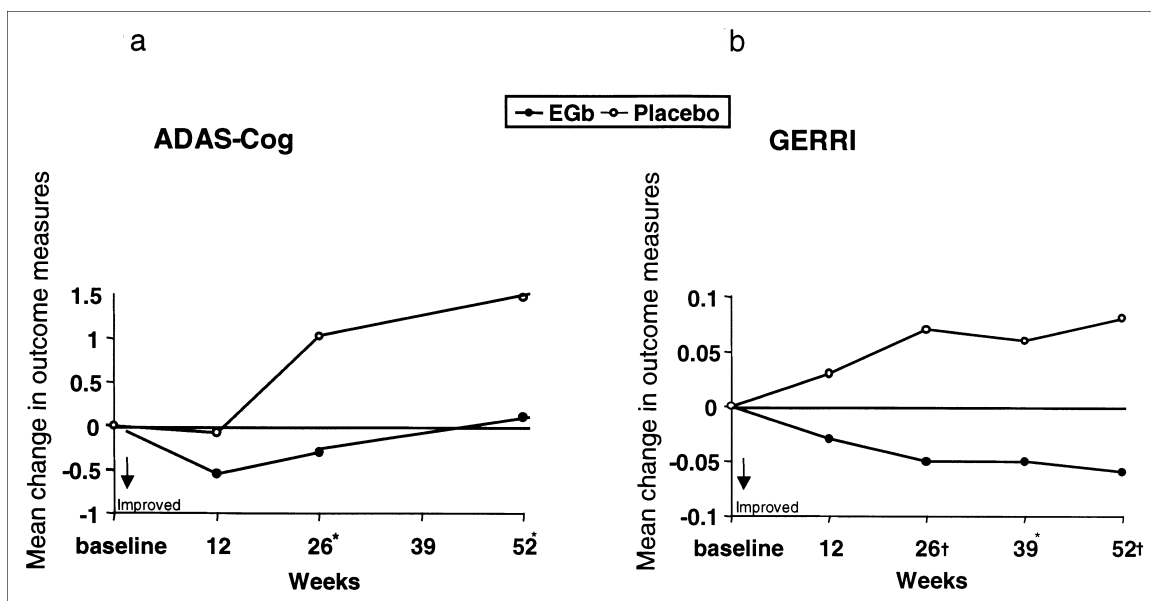 a
b
EGb Placebo
ADAS-Cog
GERRI
Mean change in outcome measures
1.5
1
0.5
0
-0.5
-1
Improved
baseline 12 26* 39 52*
Weeks
Mean change in outcome measures
0.1
0.05
0
-0.05
-0.1
Improved
baseline 12 26† 39* 52†
Weeks